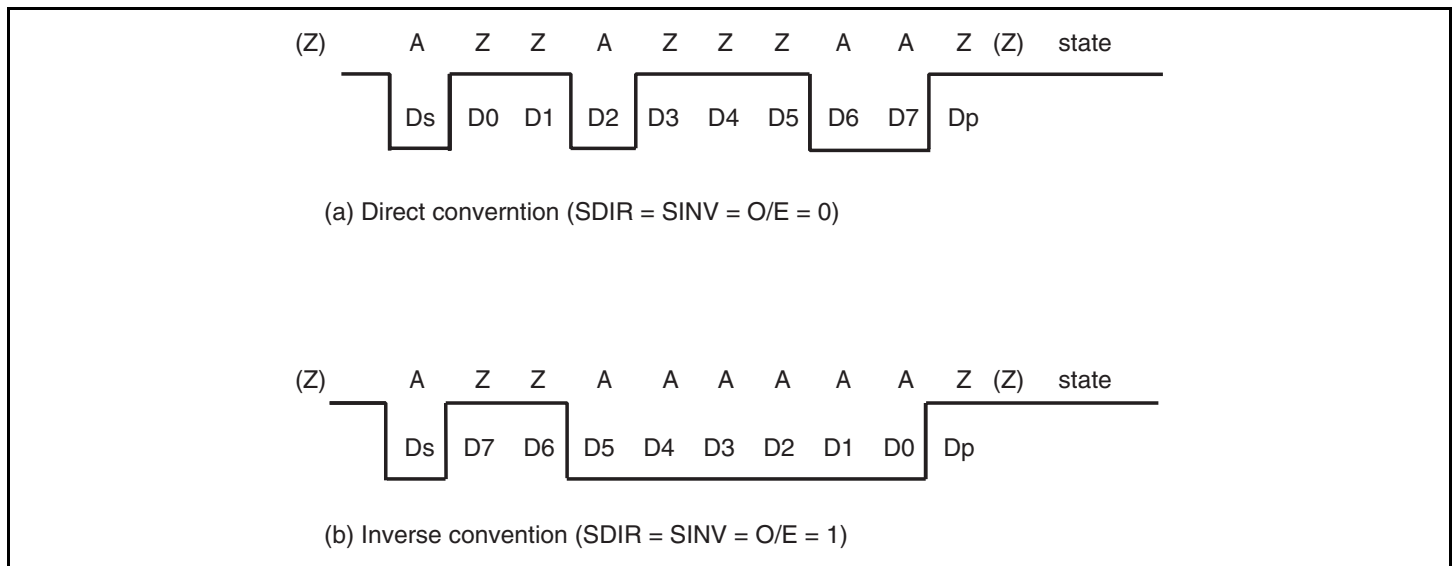 (Z) A Z Z A Z Z Z A A Z (Z) state
Ds D0 D1 D2 D3 D4 D5 D6 D7 Dp
(a) Direct converntion (SDIR = SINV = O/E = 0)
(Z) A Z Z A A A A A A Z (Z) state
Ds D7 D6 D5 D4 D3 D2 D1 D0 Dp
(b) Inverse convention (SDIR = SINV = O/E = 1)